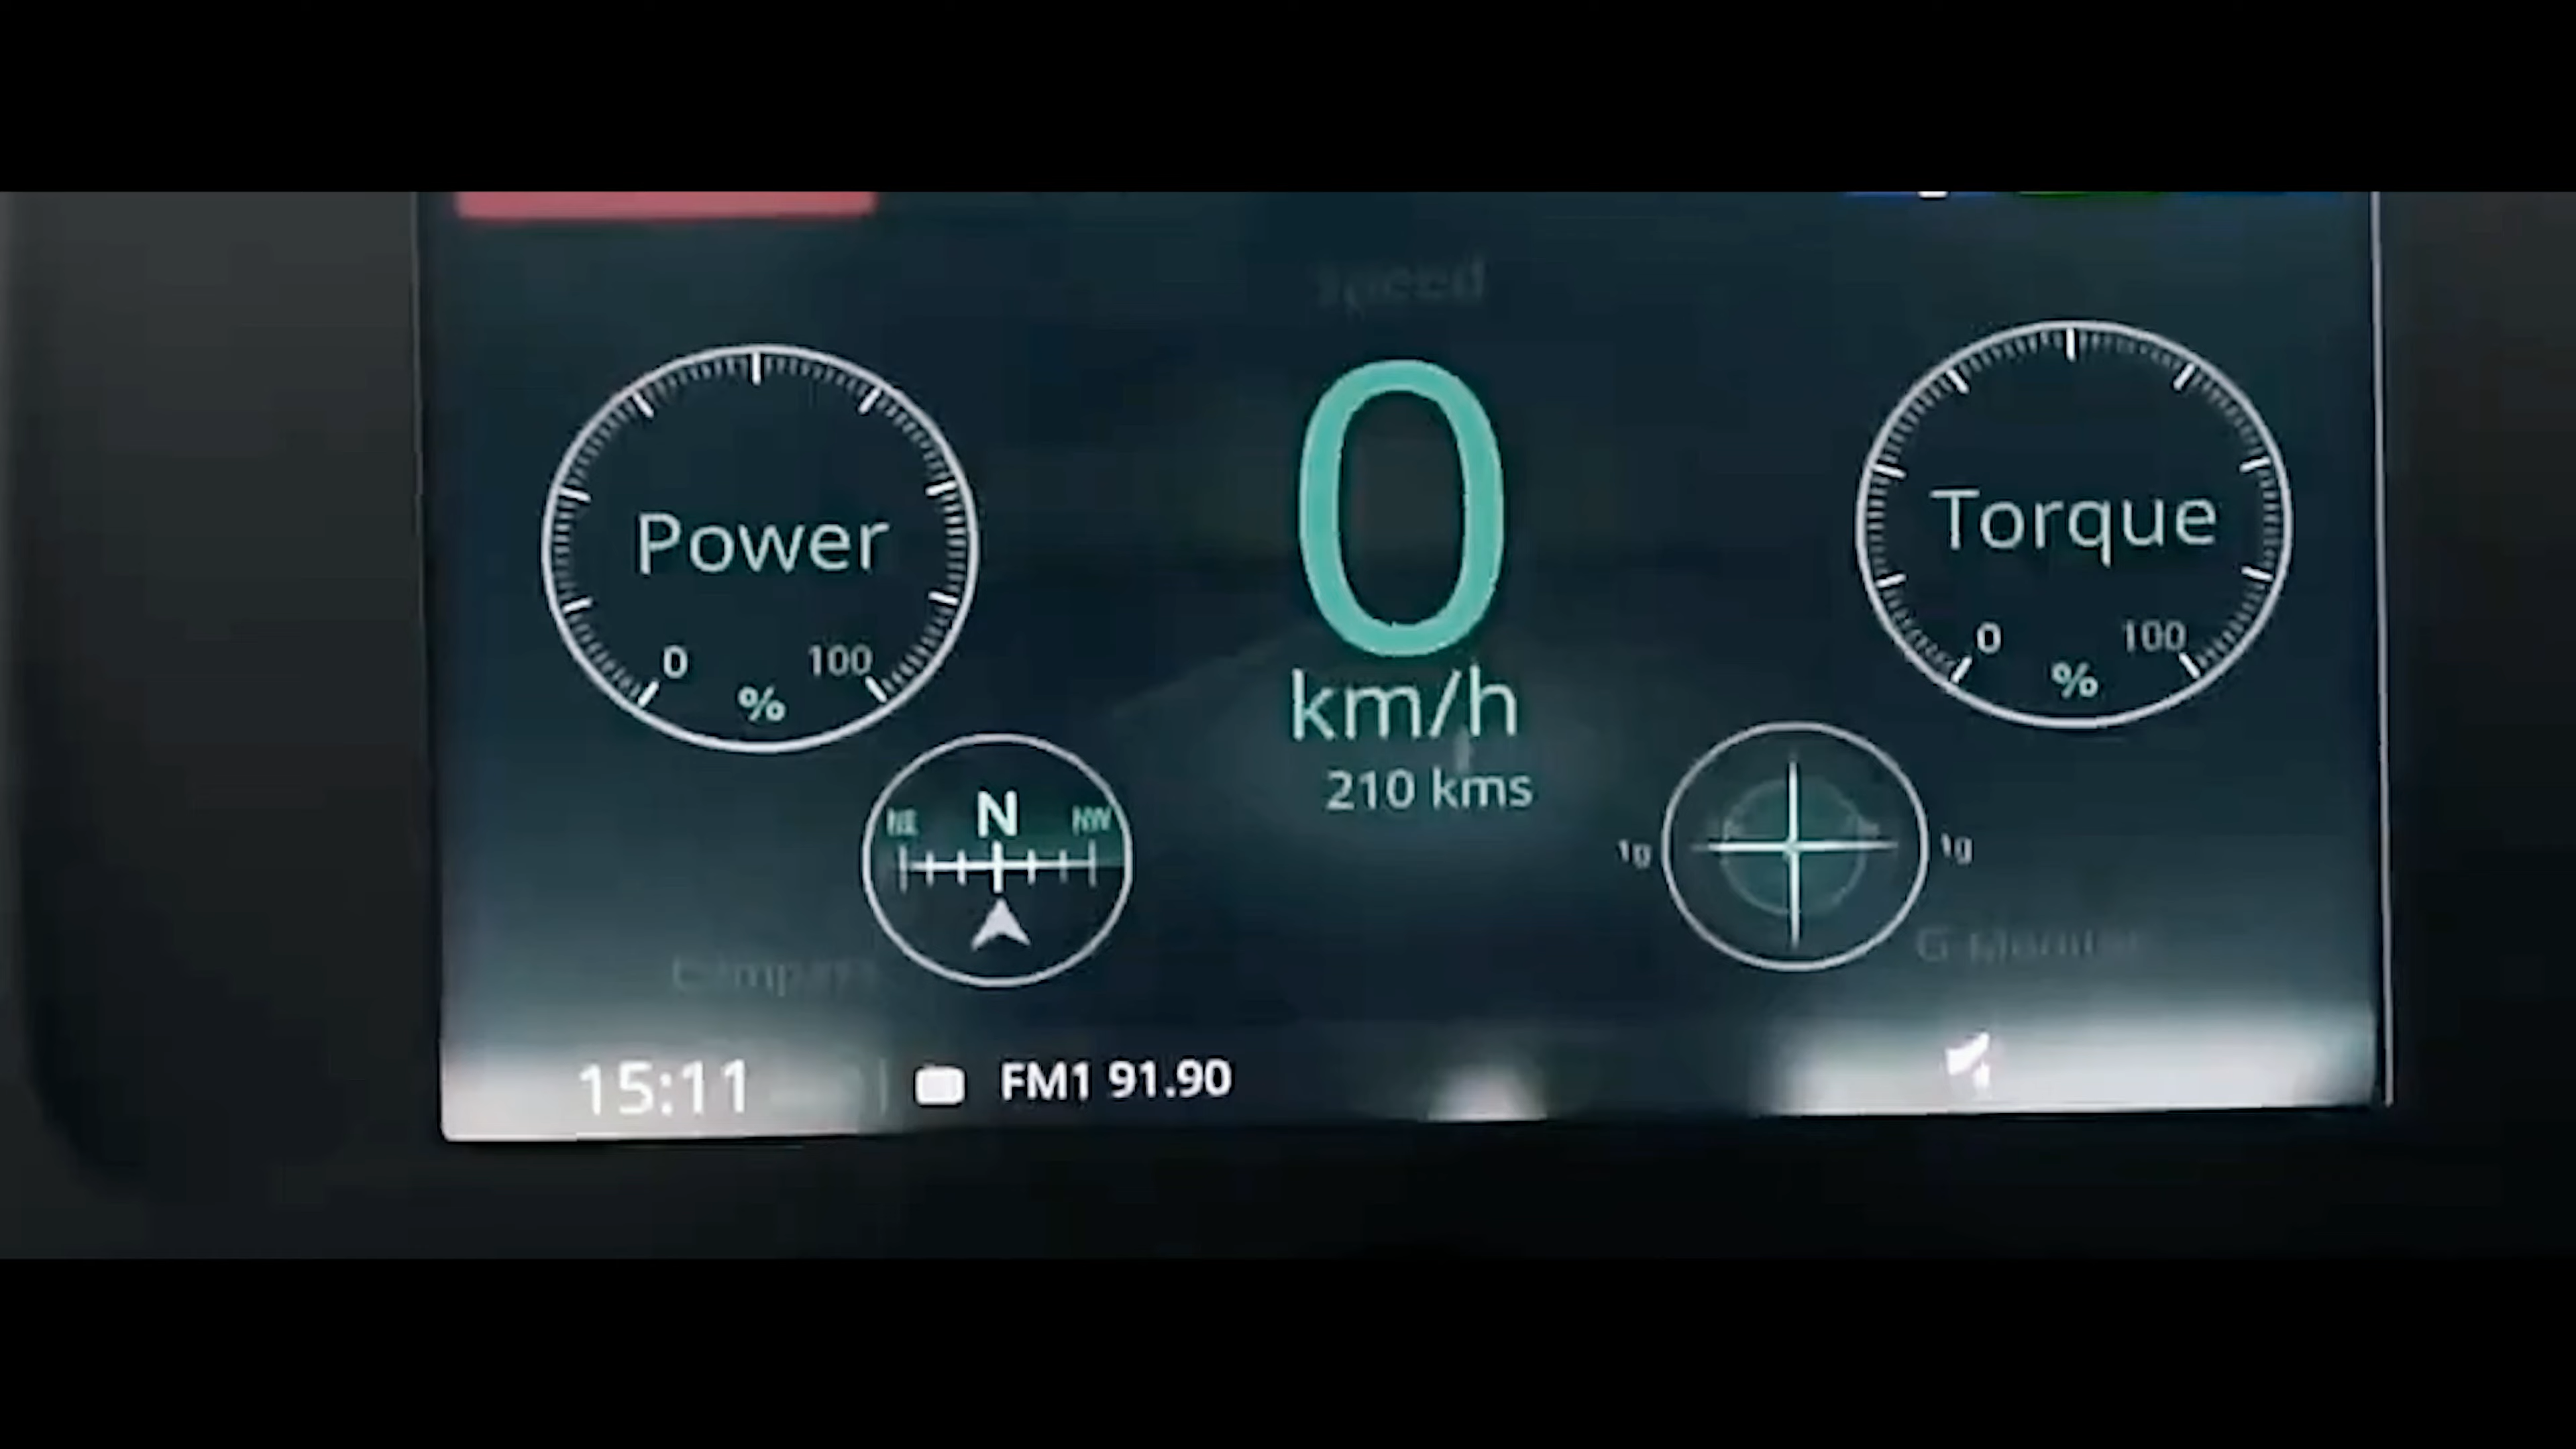 Speed
Power
0 100
%
0
km/h
210 kms
Torque
0 100
%
NE N NW
1g 1g
Compass
G-Monitor
15:11 FM1 91.90